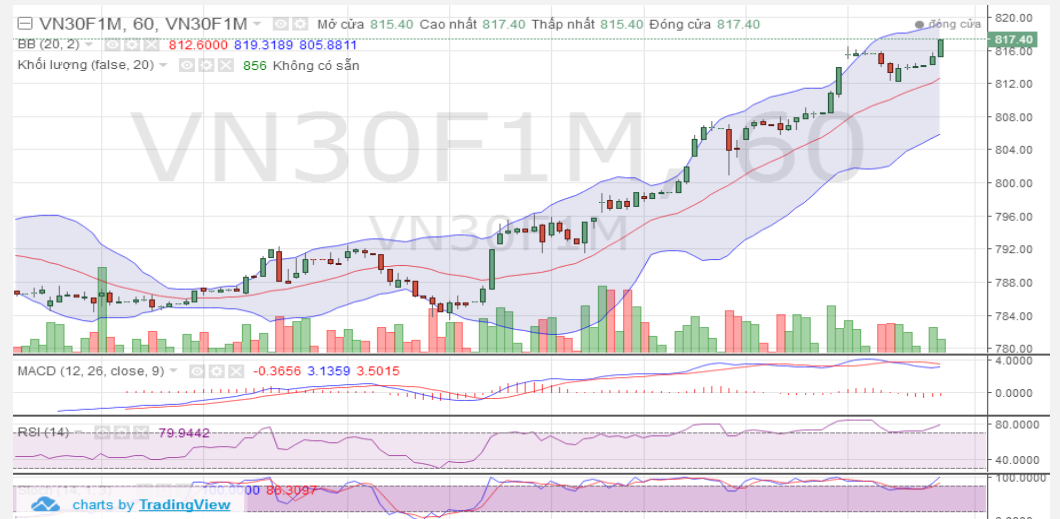 VN30F1M, 60, VN30F1M Mở cửa 815.40 Cao nhất 817.40 Thấp nhất 815.40 Đóng cửa 817.40
đóng cửa
BB (20, 2) 812.6000 819.3189 805.8811
Khối lượng (false, 20) 856 Không có sẵn
VN30F1M, 60
VN30F1M
820.00
817.40
816.00
812.00
808.00
804.00
800.00
796.00
792.00
788.00
784.00
780.00
MACD (12, 26, close, 9) -0.3656 3.1359 3.5015
4.0000
0.0000
RSI (14) 79.9442
80.0000
40.0000
100.0000 86.3097
100.0000
charts by TradingView